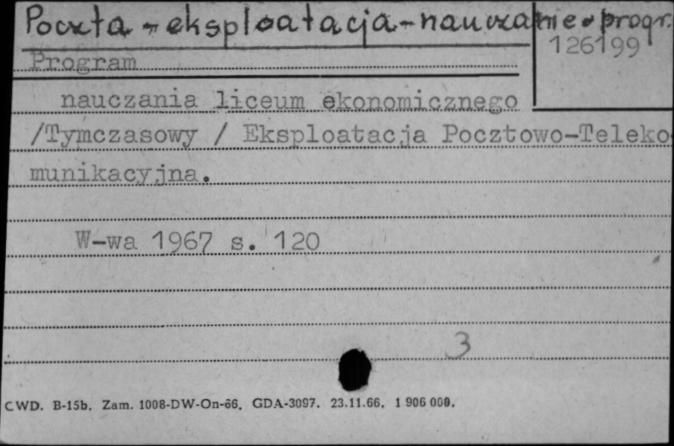 Poczta - eksploatacja - nauczanie - progr.
126199
Program
nauczania liceum ekonomicznego
/Tymczasowy / Eksploatacja Pocztowo-Teleko
munikacyjna.
W-wa 1967 s. 120
3
CWD. B-15b. Zam. 1008-DW-On-66. GDA-3097. 23.11.66. 1 906 000.